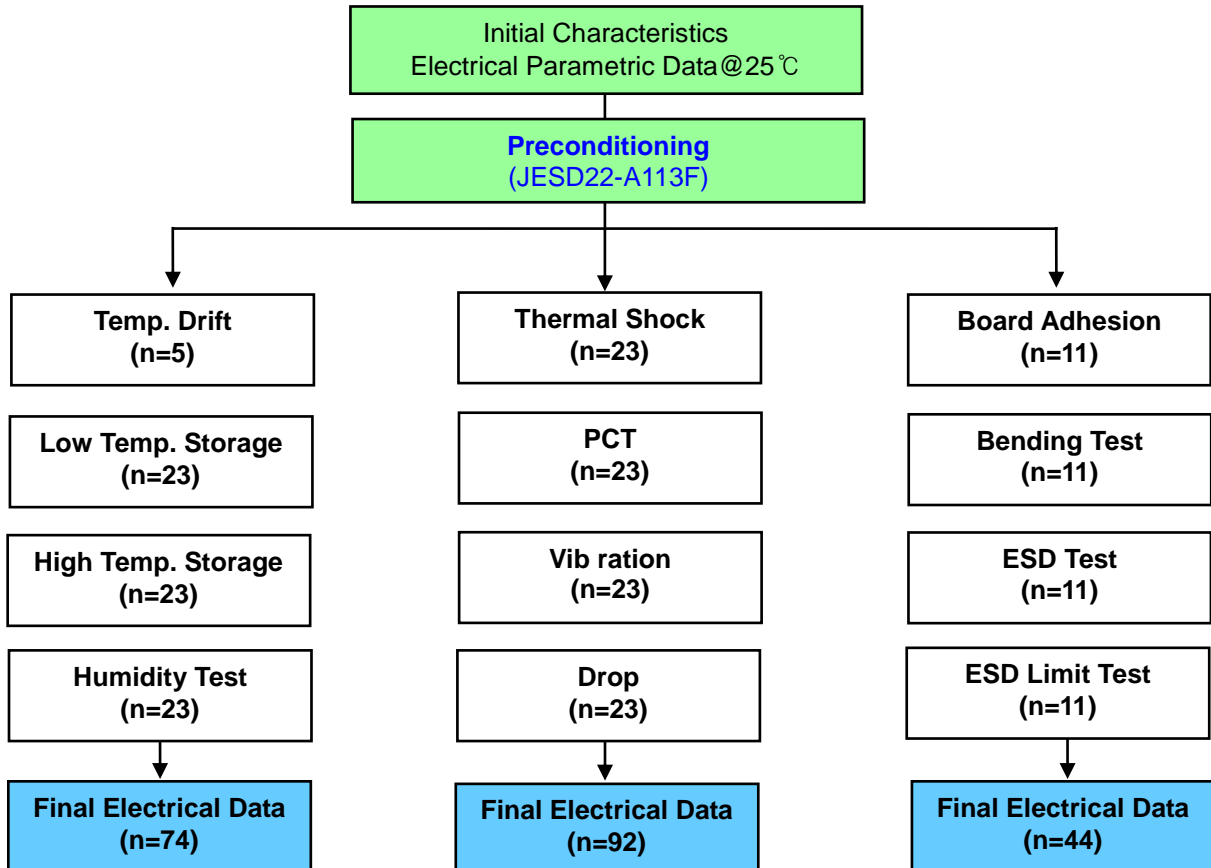 Initial Characteristics
Electrical Parametric Data@25℃
Preconditioning
(JESD22-A113F)
Temp. Drift
(n=5)
Low Temp. Storage
(n=23)
High Temp. Storage
(n=23)
Humidity Test
(n=23)
Final Electrical Data
(n=74)
Thermal Shock
(n=23)
PCT
(n=23)
Vib ration
(n=23)
Drop
(n=23)
Final Electrical Data
(n=92)
Board Adhesion
(n=11)
Bending Test
(n=11)
ESD Test
(n=11)
ESD Limit Test
(n=11)
Final Electrical Data
(n=44)